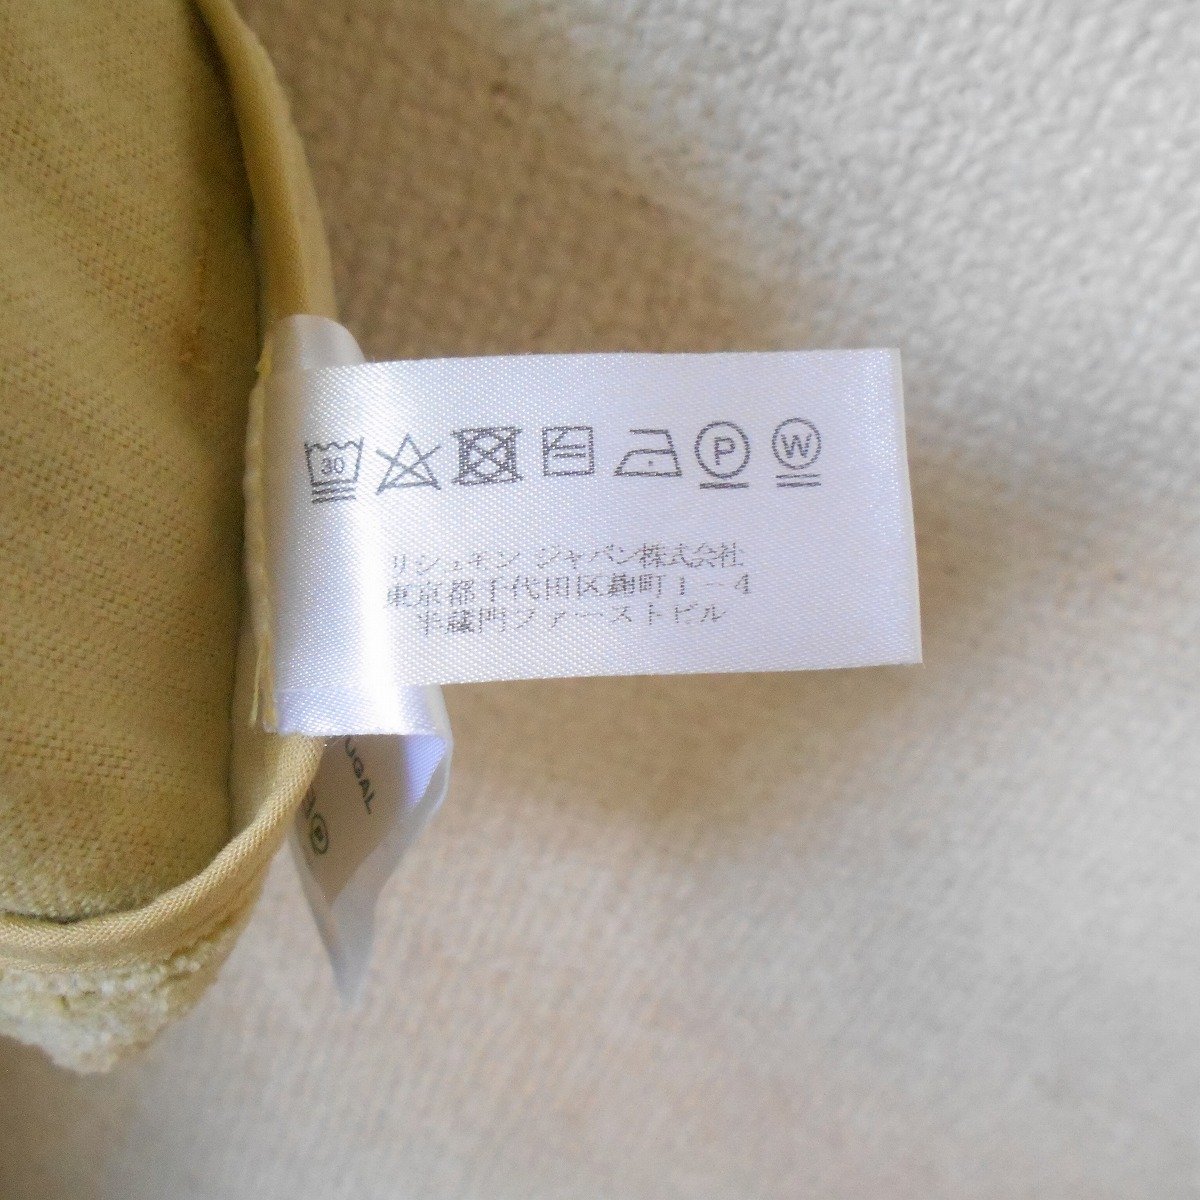 30 P W
リシュモン ジャパン株式会社
東京都千代田区麹町1-4
半蔵門ファーストビル
UGAL
P